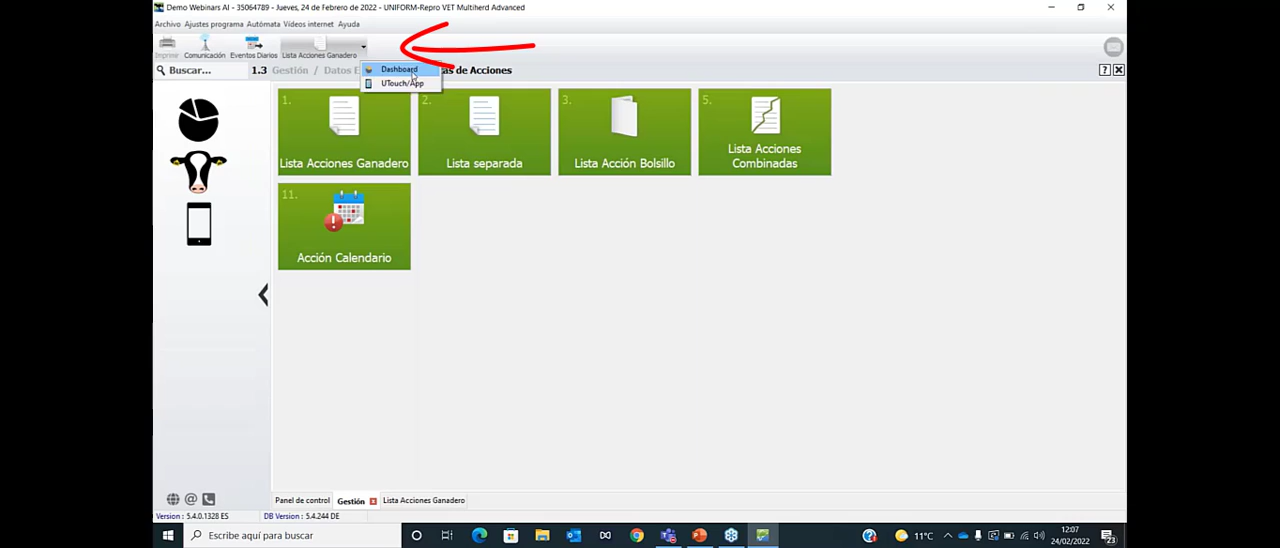 Demo Webinars AI - 35064789 - Jueves, 24 de Febrero de 2022 - UNIFORM-Repro VET Multiherd Advanced
Archivo Ajustes programa Autómata Vídeos internet Ayuda
Imprimir Comunicación Eventos Diarios Lista Acciones Ganadero
Buscar... 1.3 Gestión / Datos as de Acciones ?
Dashboard
UTouch/App
1. Lista Acciones Ganadero
2. Lista separada
3. Lista Acción Bolsillo
5. Lista Acciones
Combinadas
11. Acción Calendario
Panel de control Gestión Lista Acciones Ganadero
Version : 5.4.0.1328 ES DB Version : 5.4.244 DE
Escribe aquí para buscar
11°C
12:07
24/02/2022
23